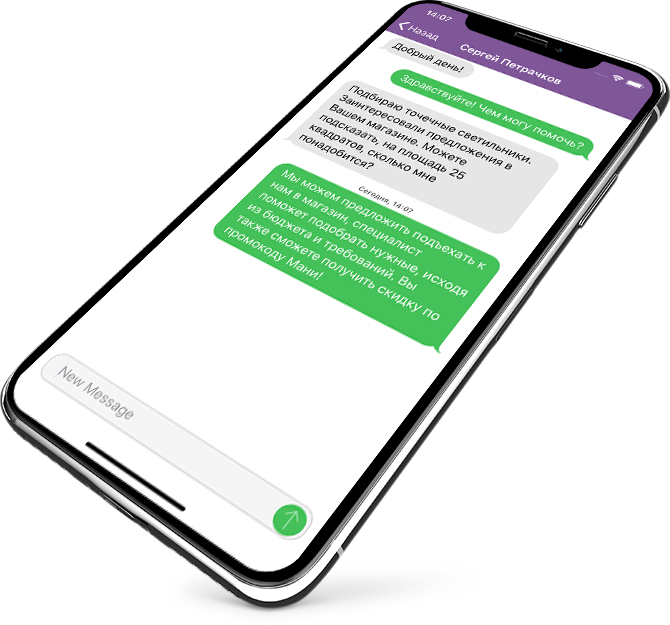 14:07
Назад
Сергей Петрачков
Добрый день!
Здравствуйте! Чем могу помочь?
Подбираю точечные светильники.
Заинтересовали предложения в
Вашем магазине. Можете
подсказать, на площадь 25
квадратов, сколько мне
понадобится?
Сегодня, 14:07
Мы можем предложить подъехать к
нам в магазин, специалист
поможет подобрать нужные, исходя
из бюджета и требований. Вы
также сможете получить скидку по
промокоду Мани!
New Message